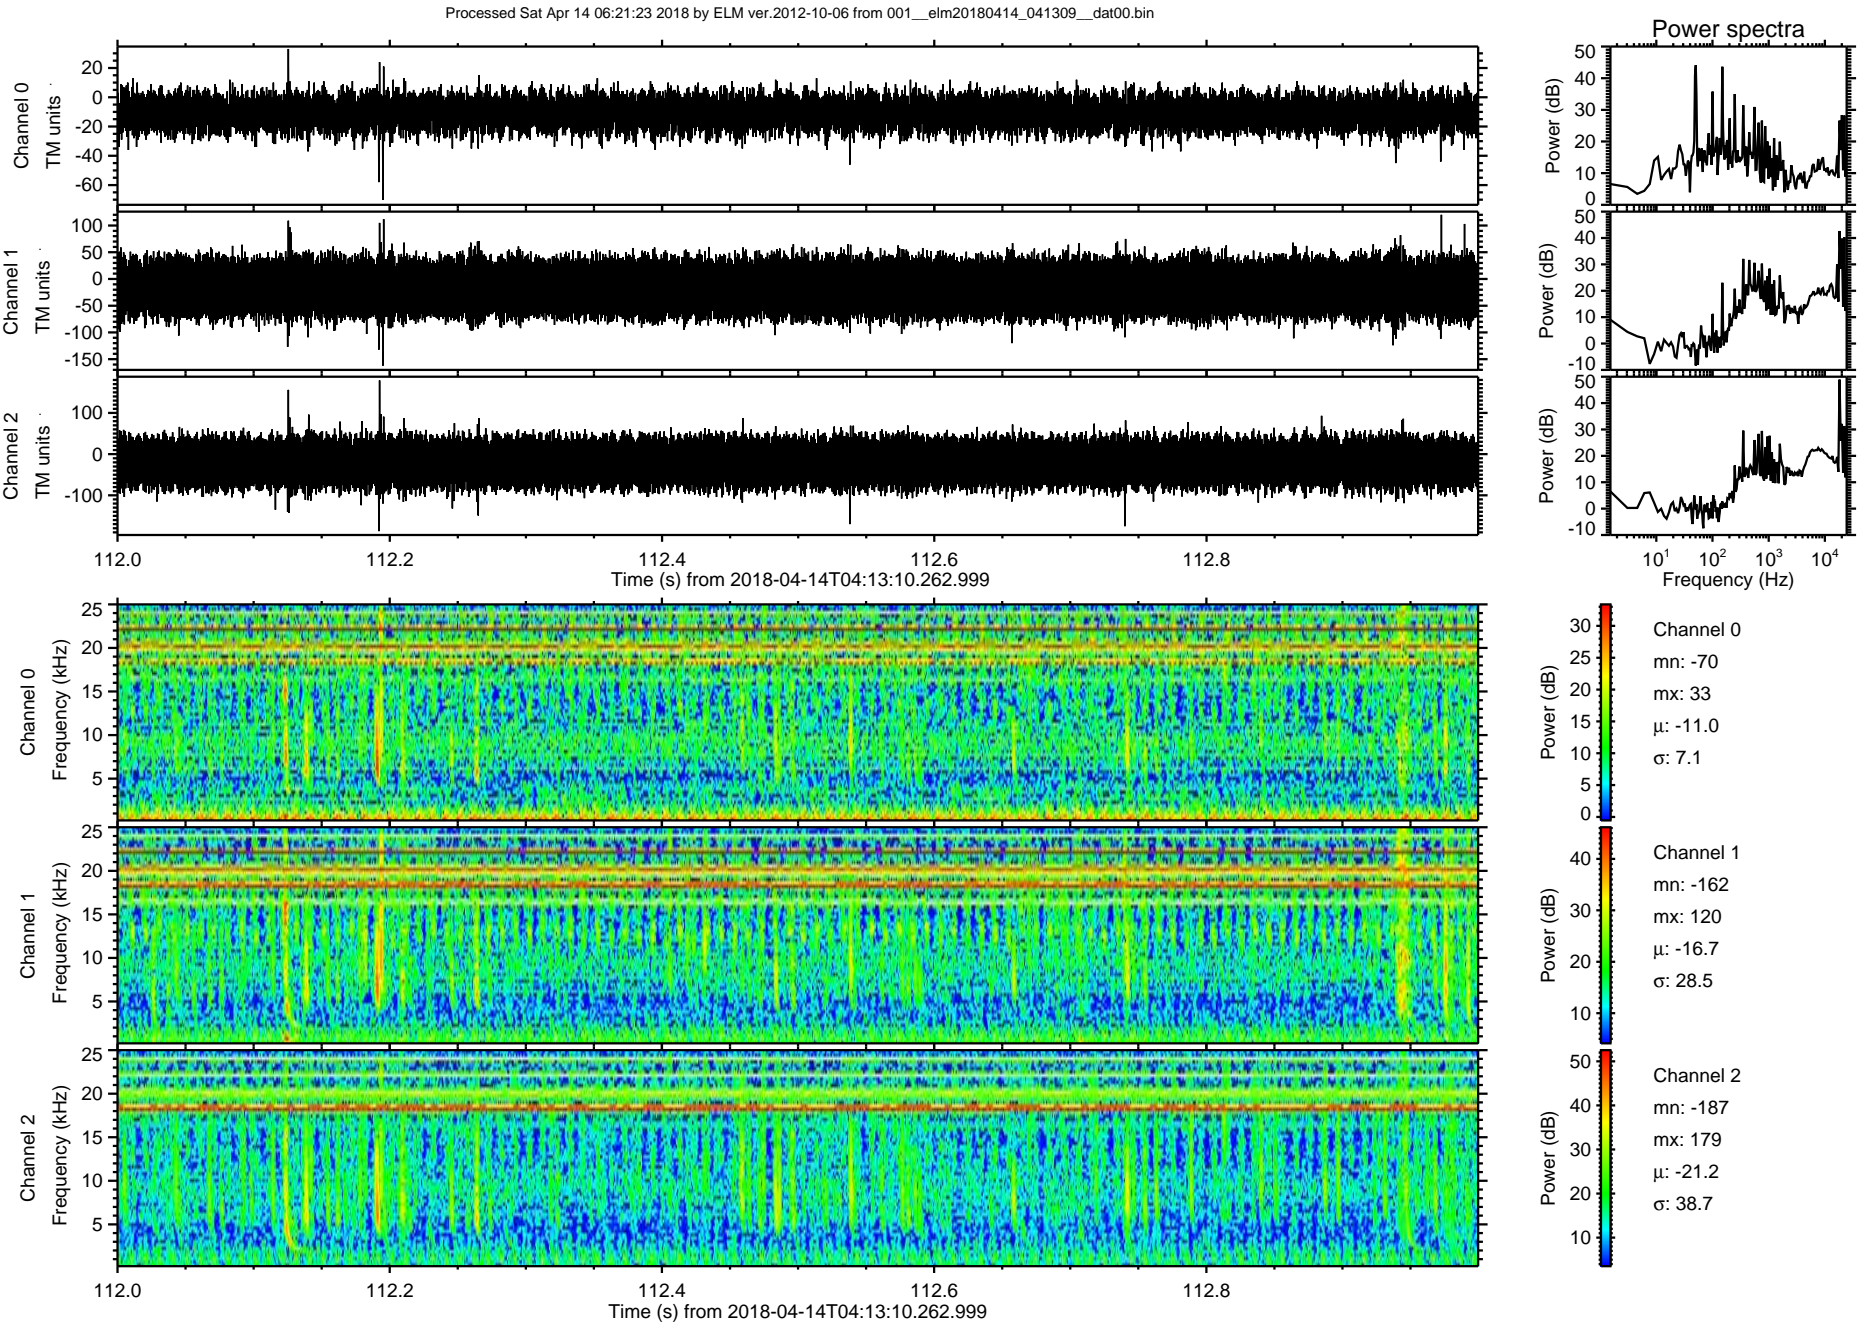 Processed Sat Apr 14 06:21:23 2018 by ELM ver.2012-10-06 from 001__elm20180414_041309__dat00.bin
Power spectra
Channel 0
TM units
20
0
-20
-40
-60
Power (dB)
50
40
30
20
10
0
Channel 1
TM units
100
50
0
-50
-100
-150
Power (dB)
50
40
30
20
10
0
-10
Channel 2
TM units
100
0
-100
Power (dB)
50
40
30
20
10
0
-10
112.0 112.2 112.4 112.6 112.8
Time (s) from 2018-04-14T04:13:10.262.999
10^1 10^2 10^3 10^4
Frequency (Hz)
Channel 0
Frequency (kHz)
25
20
15
10
5
Power (dB)
30
25
20
15
10
5
0
Channel 0
mn: -70
mx: 33
μ: -11.0
σ: 7.1
Channel 1
Frequency (kHz)
25
20
15
10
5
Power (dB)
40
30
20
10
Channel 1
mn: -162
mx: 120
μ: -16.7
σ: 28.5
Channel 2
Frequency (kHz)
25
20
15
10
5
Power (dB)
50
40
30
20
10
Channel 2
mn: -187
mx: 179
μ: -21.2
σ: 38.7
112.0 112.2 112.4 112.6 112.8
Time (s) from 2018-04-14T04:13:10.262.999